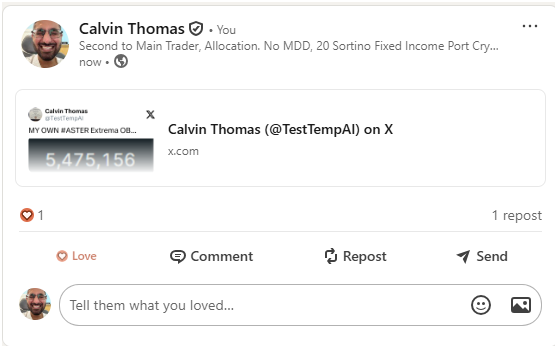 Calvin Thomas • You
Second to Main Trader, Allocation. No MDD, 20 Sortino Fixed Income Port Cry...
now •
Calvin Thomas
@TestTempAI
MY OWN #ASTER Extrema OB...
5,475,156
Calvin Thomas (@TestTempAI) on X
x.com
1
1 repost
Love
Comment
Repost
Send
Tell them what you loved...